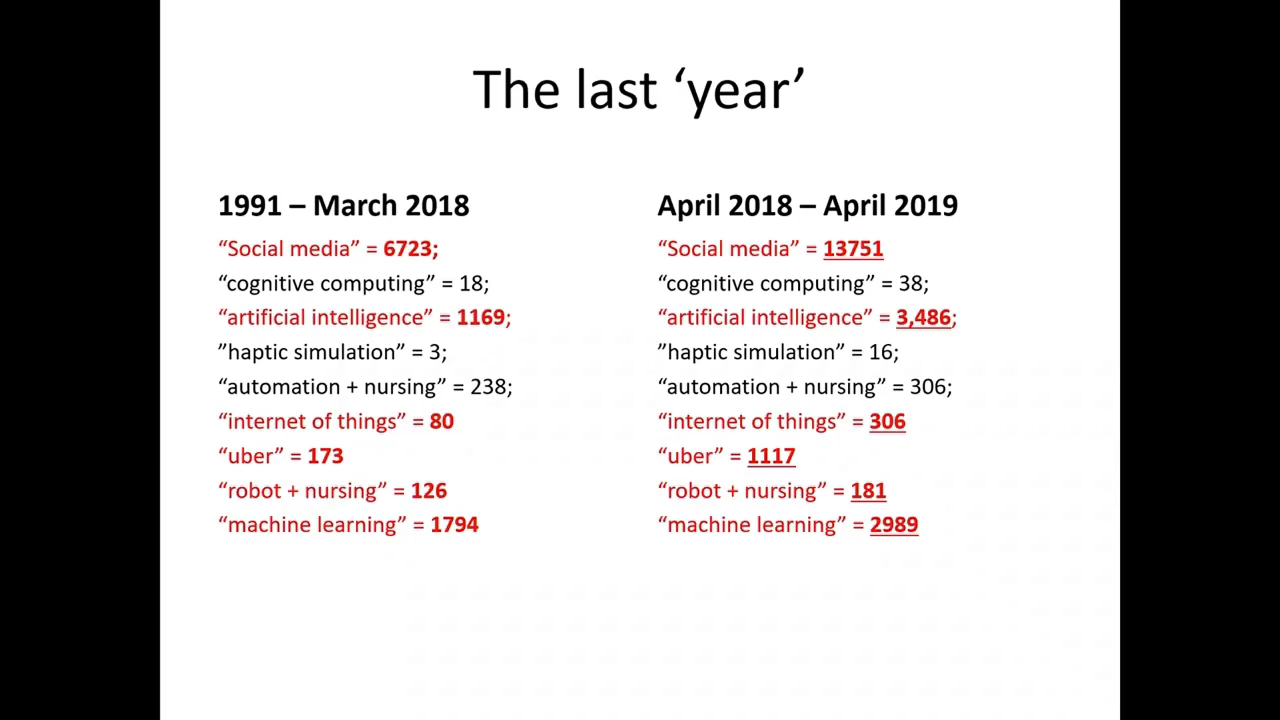 The last ‘year’
1991 – March 2018
“Social media” = 6723;
“cognitive computing” = 18;
“artificial intelligence” = 1169;
”haptic simulation” = 3;
“automation + nursing” = 238;
“internet of things” = 80
“uber” = 173
“robot + nursing” = 126
“machine learning” = 1794
April 2018 – April 2019
“Social media” = 13751
“cognitive computing” = 38;
“artificial intelligence” = 3,486;
”haptic simulation” = 16;
“automation + nursing” = 306;
“internet of things” = 306
“uber” = 1117
“robot + nursing” = 181
“machine learning” = 2989